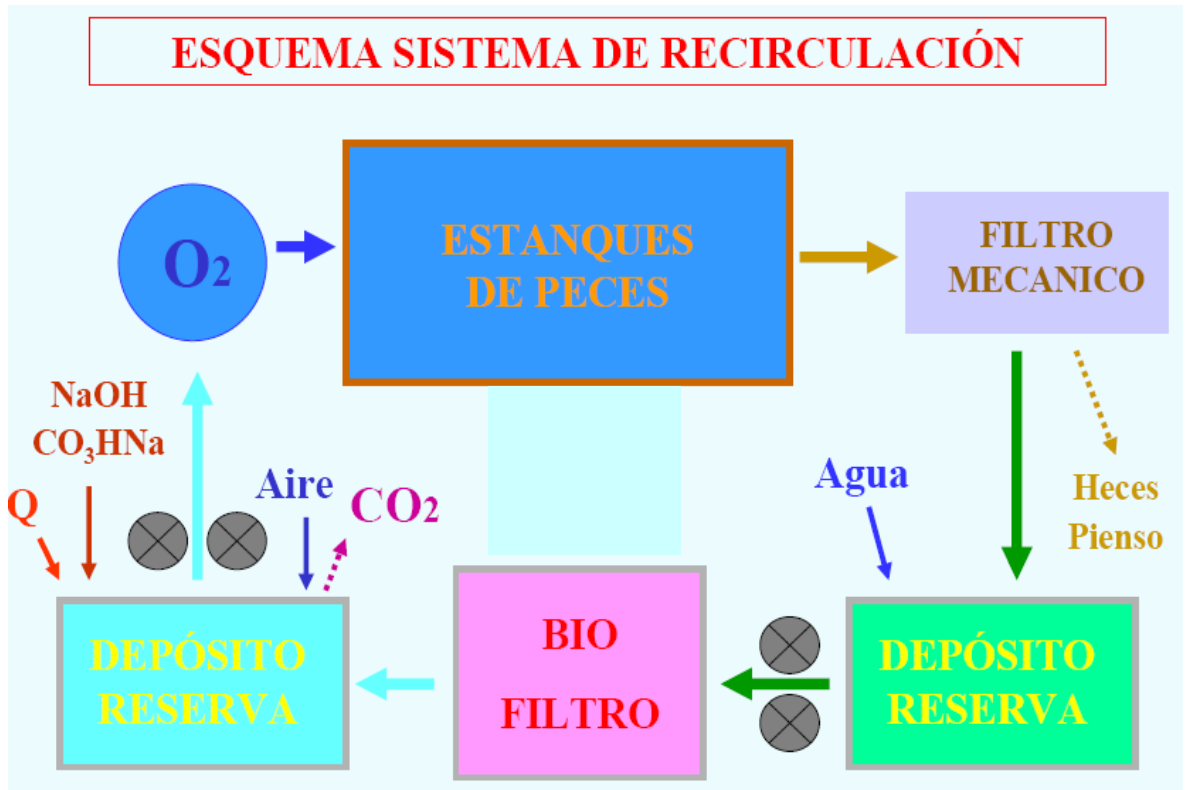 ESQUEMA SISTEMA DE RECIRCULACIÓN
O2
ESTANQUES
DE PECES
FILTRO
MECANICO
NaOH
CO3HNa
Q
Aire
CO2
Agua
Heces
Pienso
DEPÓSITO
RESERVA
BIO
FILTRO
DEPÓSITO
RESERVA